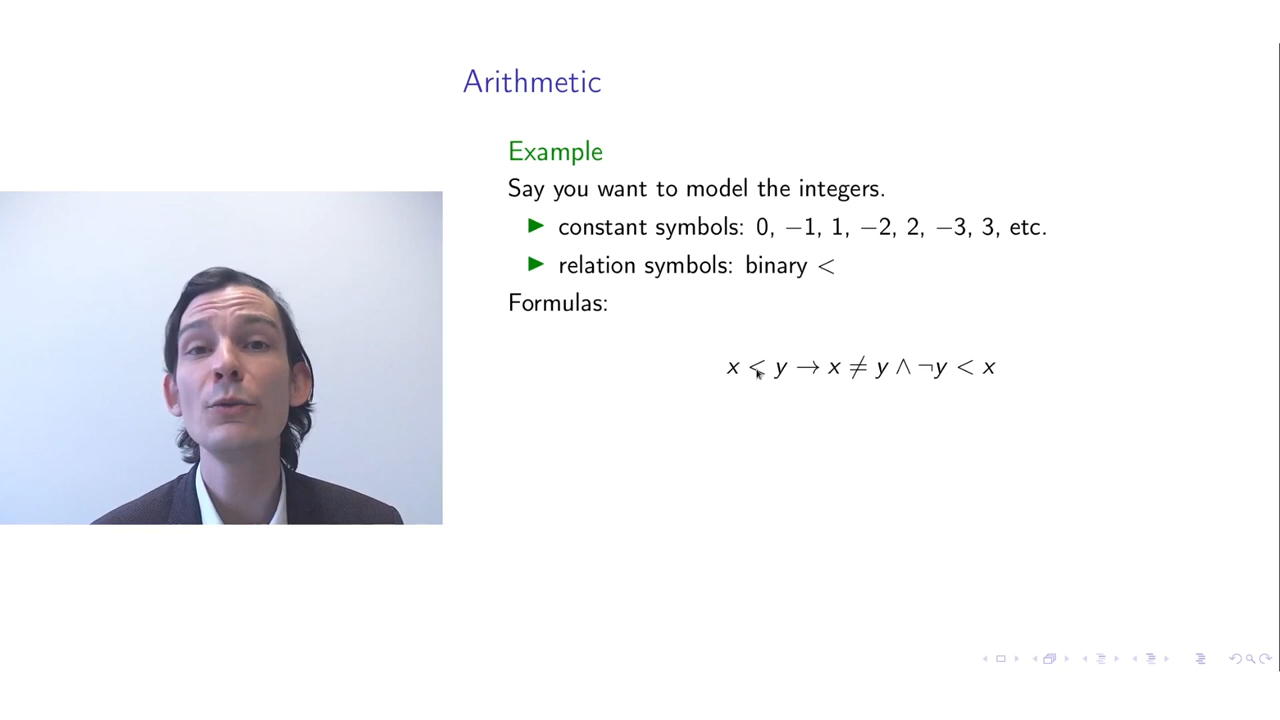 Arithmetic
Example
Say you want to model the integers.
▶ constant symbols: 0, −1, 1, −2, 2, −3, 3, etc.
▶ relation symbols: binary <
Formulas:
x < y → x ≠ y ∧ ¬y < x